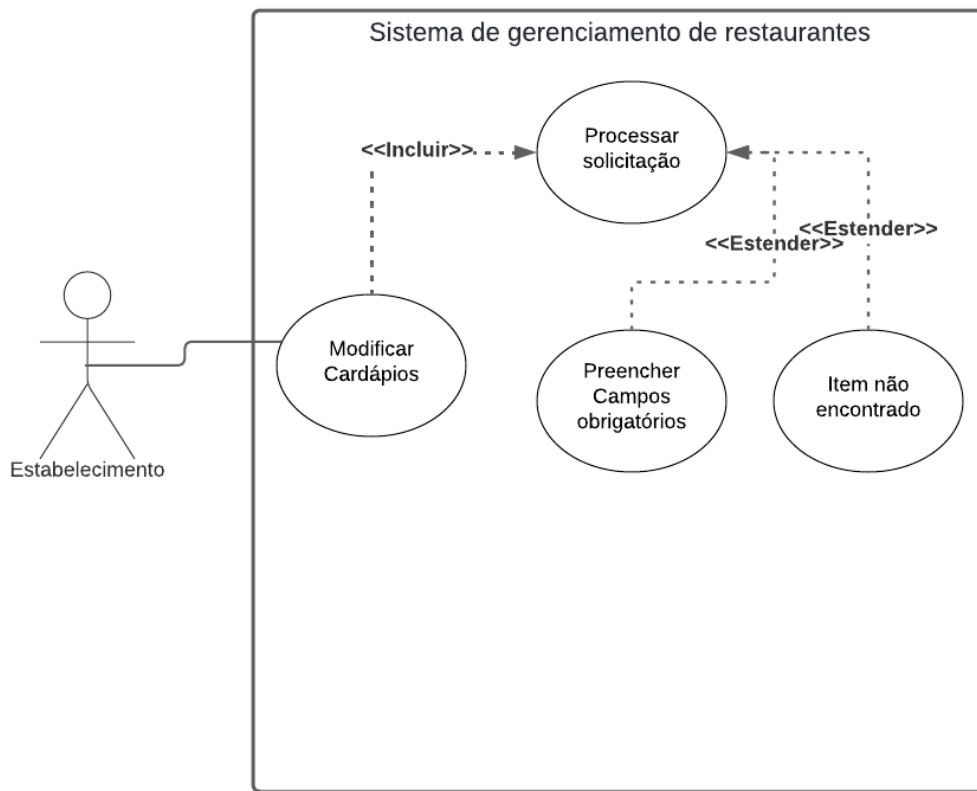 Sistema de gerenciamento de restaurantes
Processar
solicitação
<<Incluir>>
<<Estender>>
<<Estender>>
Modificar
Cardápios
Preencher
Campos
obrigatórios
Item não
encontrado
Estabelecimento